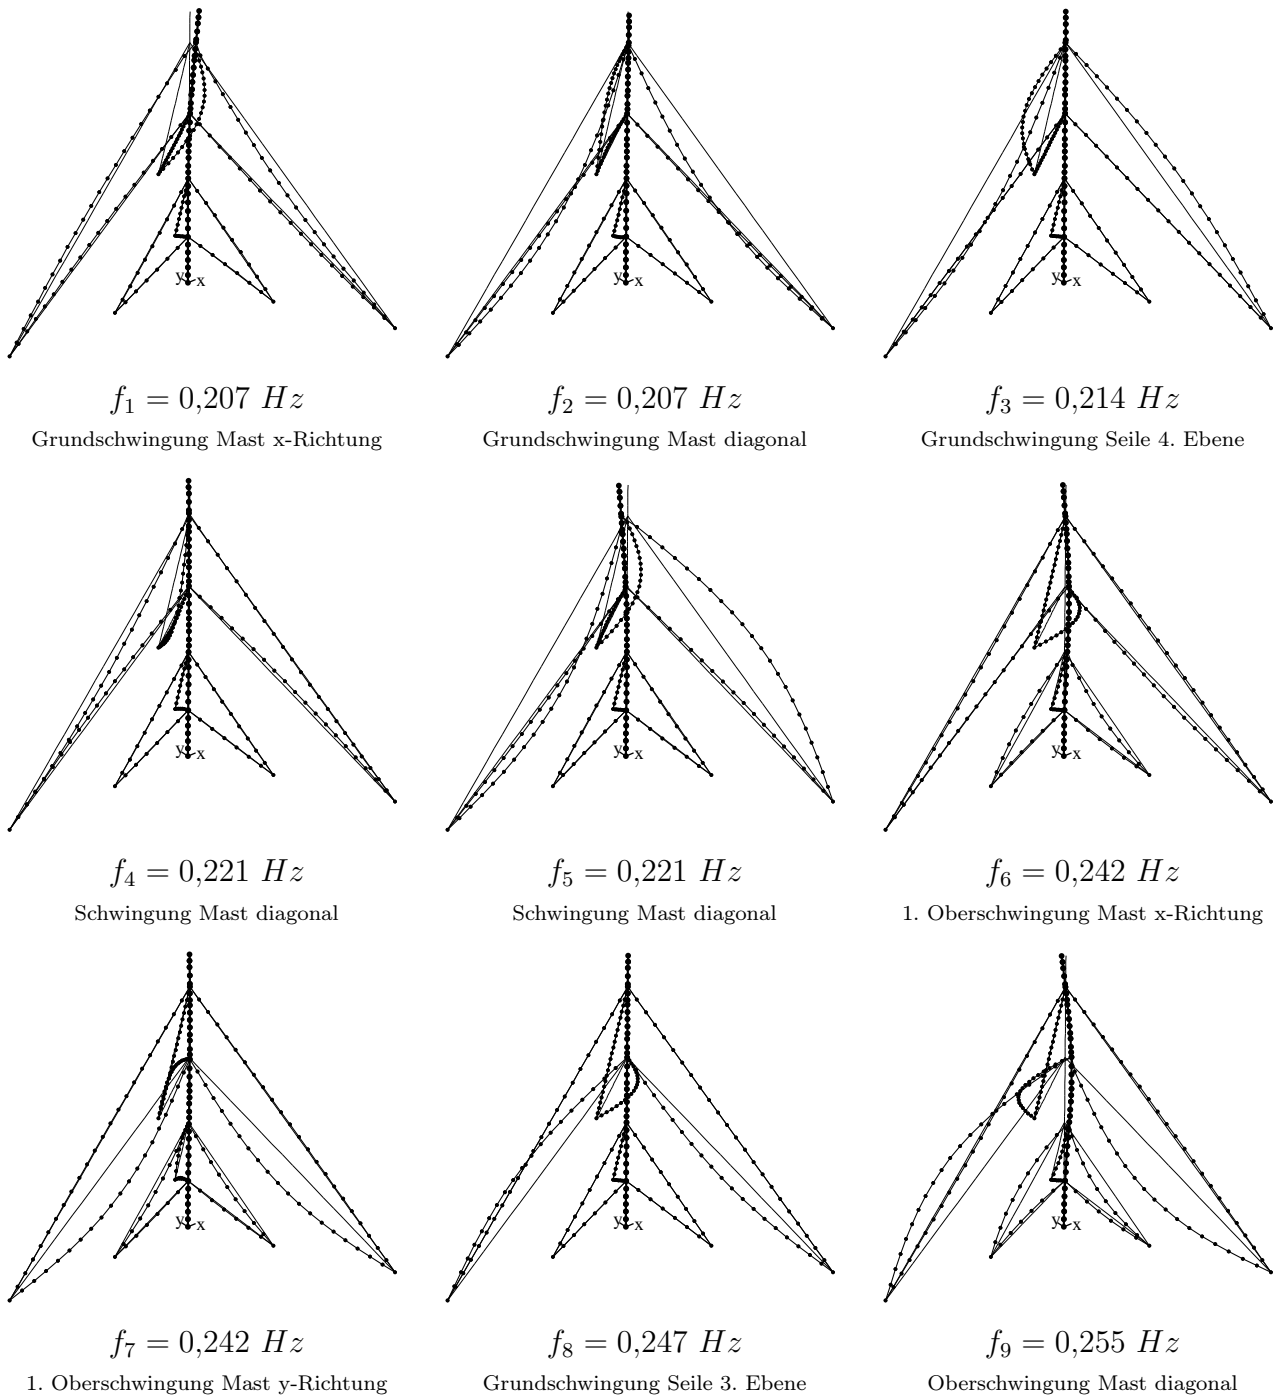 y x
y x
y x
f₁ = 0,207 Hz
f₂ = 0,207 Hz
f₃ = 0,214 Hz
Grundschwingung Mast x-Richtung
Grundschwingung Mast diagonal
Grundschwingung Seile 4. Ebene
y x
y x
y x
f₄ = 0,221 Hz
f₅ = 0,221 Hz
f₆ = 0,242 Hz
Schwingung Mast diagonal
Schwingung Mast diagonal
1. Oberschwingung Mast x-Richtung
y x
y x
y x
f₇ = 0,242 Hz
f₈ = 0,247 Hz
f₉ = 0,255 Hz
1. Oberschwingung Mast y-Richtung
Grundschwingung Seile 3. Ebene
Oberschwingung Mast diagonal